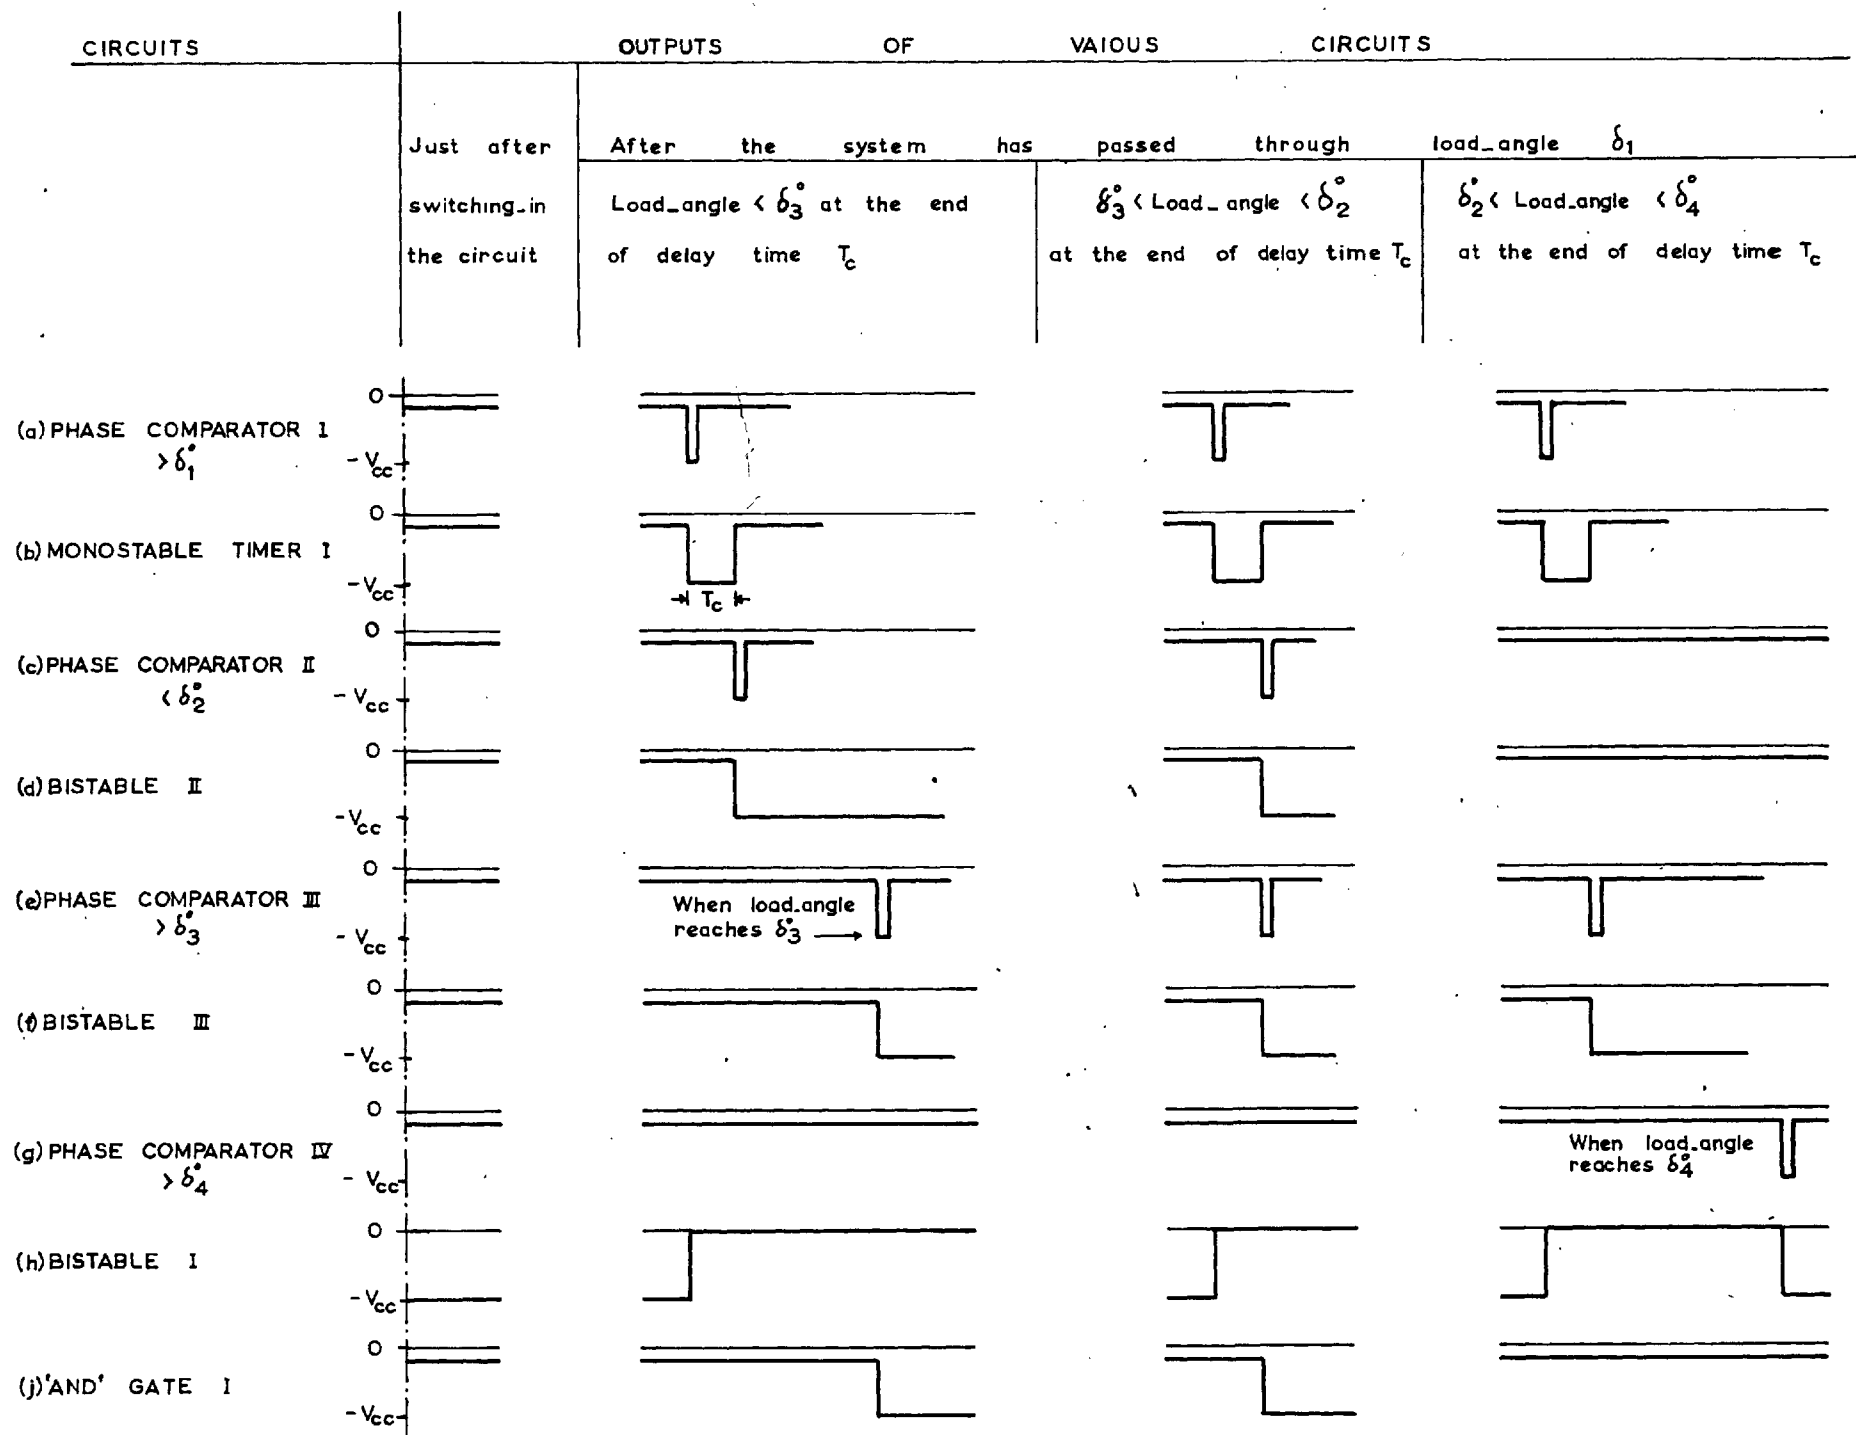 CIRCUITS
OUTPUTS OF VAIOUS CIRCUITS
Just after
switching-in
the circuit
After the system has passed through load-angle δ1
Load-angle < δ3° at the end
of delay time Tc
δ3° < Load-angle < δ2°
at the end of delay time Tc
δ2° < Load-angle < δ4°
at the end of delay time Tc
(a) PHASE COMPARATOR I
> δ1°
0
-Vcc
(b) MONOSTABLE TIMER I
0
-Vcc
Tc
(c) PHASE COMPARATOR II
< δ2°
0
-Vcc
(d) BISTABLE II
0
-Vcc
(e) PHASE COMPARATOR III
> δ3°
0
-Vcc
When load-angle
reaches δ3°
(f) BISTABLE III
0
-Vcc
(g) PHASE COMPARATOR IV
> δ4°
0
-Vcc
When load-angle
reaches δ4°
(h) BISTABLE I
0
-Vcc
(j) 'AND' GATE I
0
-Vcc